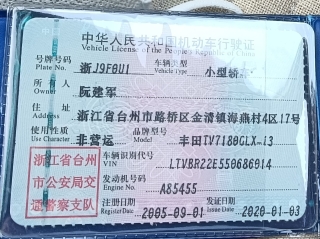 中华人民共和国机动车行驶证
Vehicle License of the People's Republic of China
号牌号码 浙J9F0U1 车辆类型 小型轿车
Plate No. Vehicle Type
所有人 阮建军
Owner
住址 浙江省台州市路桥区金清镇海燕村4区17号
Address
使用性质 非营运 品牌型号 丰田TV7180GLX-i3
Use Character Model
浙江省台州
市公安局交
通警察支队
车辆识别代号 LTVBR22E550686014
VIN
发动机号码 A85455
Engine No.
注册日期 2005-09-01 发证日期 2020-01-03
Register Date Issue Date